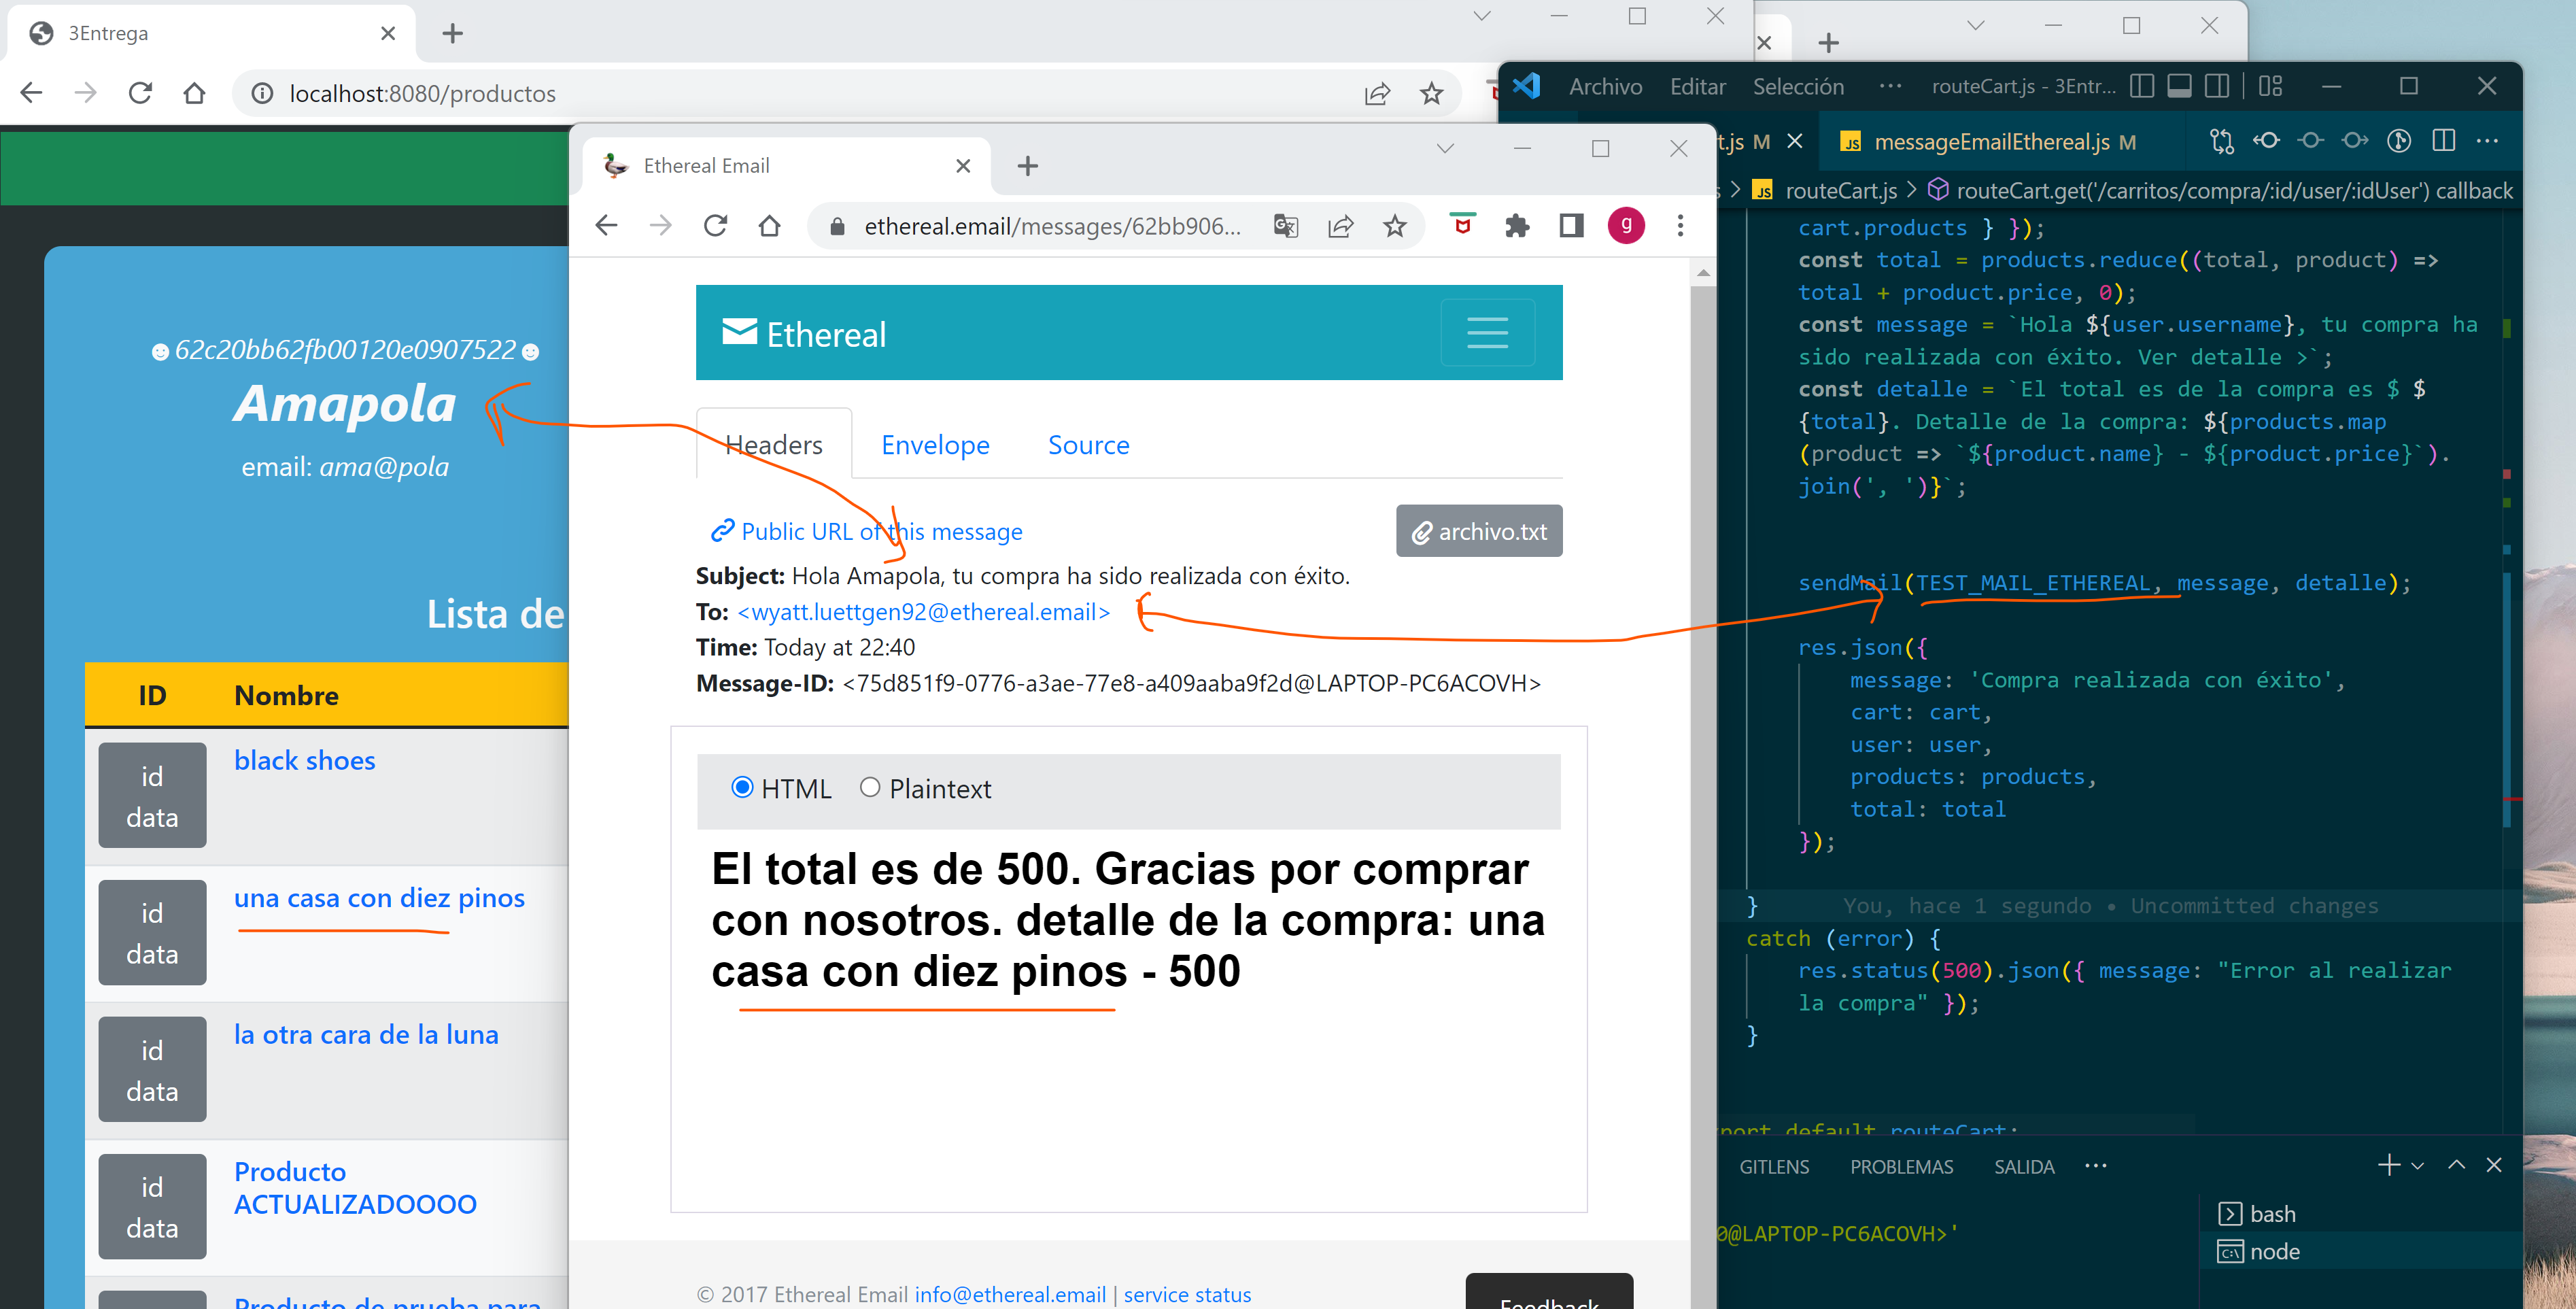 3Entrega
localhost:8080/productos
☻62c20bb62fb00120e0907522☻
Amapola
email: ama@pola
Lista de
ID Nombre
id data
black shoes
id data
una casa con diez pinos
id data
la otra cara de la luna
id data
Producto ACTUALIZADOOOO
Producto de prueba para
Ethereal Email
ethereal.email/messages/62bb906...
g
Ethereal
Headers Envelope Source
Public URL of this message
archivo.txt
Subject: Hola Amapola, tu compra ha sido realizada con éxito.
To: <wyatt.luettgen92@ethereal.email>
Time: Today at 22:40
Message-ID: <75d851f9-0776-a3ae-77e8-a409aaba9f2d@LAPTOP-PC6ACOVH>
HTML Plaintext
El total es de 500. Gracias por comprar
con nosotros. detalle de la compra: una
casa con diez pinos - 500
© 2017 Ethereal Email info@ethereal.email | service status
Feedback
Archivo Editar Selección ··· routeCart.js - 3Entr...
t.js M
JS messageEmailEthereal.js M
s > JS routeCart.js > routeCart.get('/carritos/compra/:id/user/:idUser') callback
cart.products } });
const total = products.reduce((total, product) =>
total + product.price, 0);
const message = `Hola ${user.username}, tu compra ha
sido realizada con éxito. Ver detalle >`;
const detalle = `El total es de la compra es $ $
{total}. Detalle de la compra: ${products.map
(product => `${product.name} - ${product.price}`).
join(', ')}`;
sendMail(TEST_MAIL_ETHEREAL, message, detalle);
res.json({
message: 'Compra realizada con éxito',
cart: cart,
user: user,
products: products,
total: total
});
} You, hace 1 segundo • Uncommitted changes
catch (error) {
res.status(500).json({ message: "Error al realizar
la compra" });
}
port default routeCart;
GITLENS PROBLEMAS SALIDA ···
0@LAPTOP-PC6ACOVH>'
bash
node